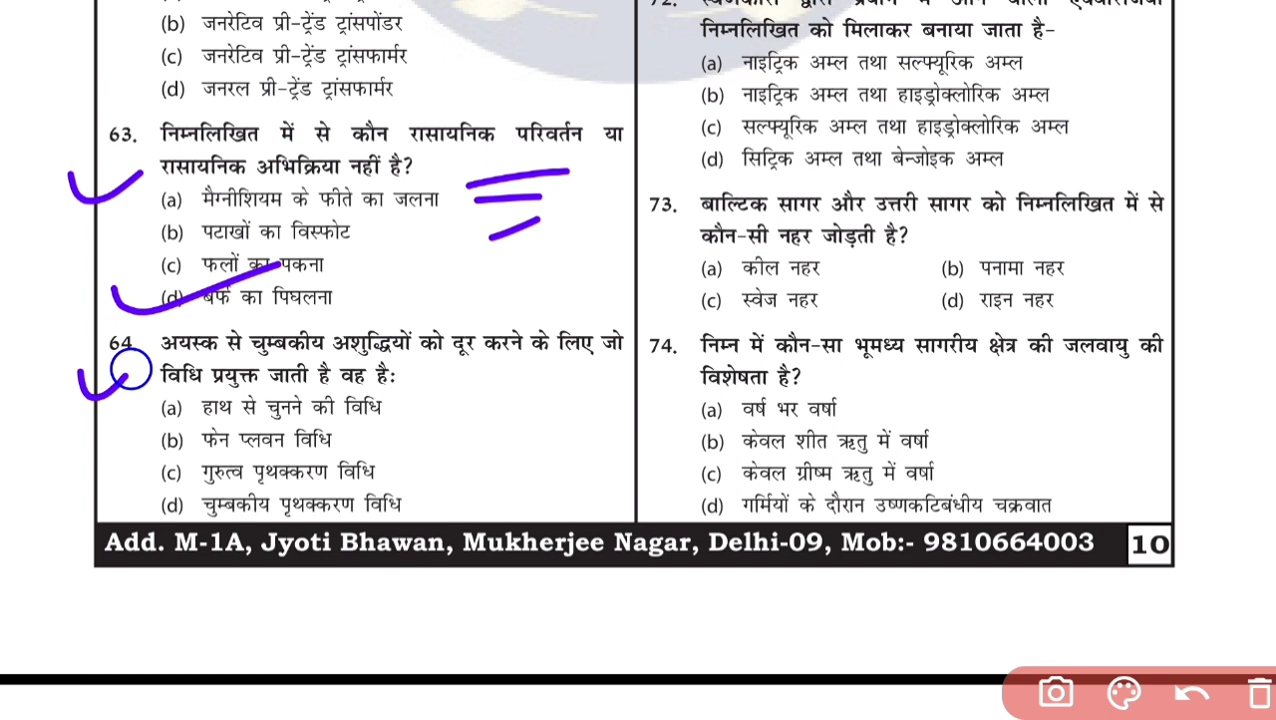 (b) जनरेटिव प्री-ट्रेंड ट्रांसपोंडर
(c) जनरेटिव प्री-ट्रेंड ट्रांसफार्मर
(d) जनरल प्री-ट्रेंड ट्रांसफार्मर
63. निम्नलिखित में से कौन रासायनिक परिवर्तन या
रासायनिक अभिक्रिया नहीं है?
(a) मैग्नीशियम के फीते का जलना
(b) पटाखों का विस्फोट
(c) फलों का पकना
(d) बर्फ का पिघलना
64 अयस्क से चुम्बकीय अशुद्धियों को दूर करने के लिए जो
विधि प्रयुक्त जाती है वह है:
(a) हाथ से चुनने की विधि
(b) फेन प्लवन विधि
(c) गुरुत्व पृथक्करण विधि
(d) चुम्बकीय पृथक्करण विधि
निम्नलिखित को मिलाकर बनाया जाता है-
(a) नाइट्रिक अम्ल तथा सल्फ्यूरिक अम्ल
(b) नाइट्रिक अम्ल तथा हाइड्रोक्लोरिक अम्ल
(c) सल्फ्यूरिक अम्ल तथा हाइड्रोक्लोरिक अम्ल
(d) सिट्रिक अम्ल तथा बेन्जोइक अम्ल
73. बाल्टिक सागर और उत्तरी सागर को निम्नलिखित में से
कौन-सी नहर जोड़ती है?
(a) कील नहर (b) पनामा नहर
(c) स्वेज नहर (d) राइन नहर
74. निम्न में कौन-सा भूमध्य सागरीय क्षेत्र की जलवायु की
विशेषता है?
(a) वर्ष भर वर्षा
(b) केवल शीत ऋतु में वर्षा
(c) केवल ग्रीष्म ऋतु में वर्षा
(d) गर्मियों के दौरान उष्णकटिबंधीय चक्रवात
Add. M-1A, Jyoti Bhawan, Mukherjee Nagar, Delhi-09, Mob:- 9810664003 10